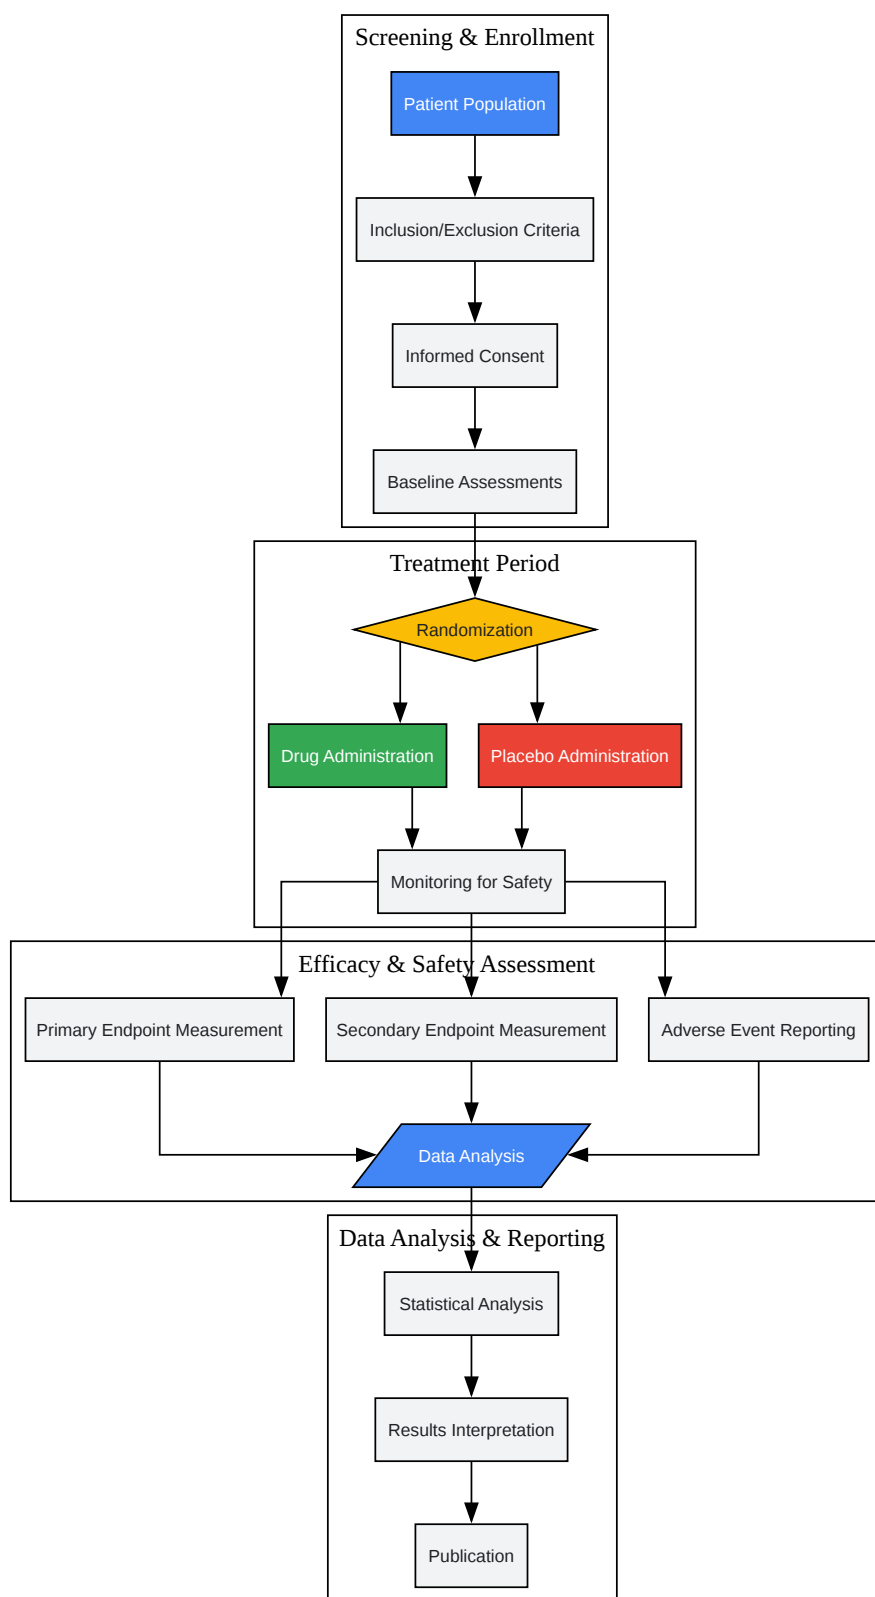 Screening & Enrollment
Patient Population
Inclusion/Exclusion Criteria
Informed Consent
Baseline Assessments
Treatment Period
Randomization
Drug Administration
Placebo Administration
Monitoring for Safety
Efficacy & Safety Assessment
Primary Endpoint Measurement
Secondary Endpoint Measurement
Adverse Event Reporting
Data Analysis
Data Analysis & Reporting
Statistical Analysis
Results Interpretation
Publication